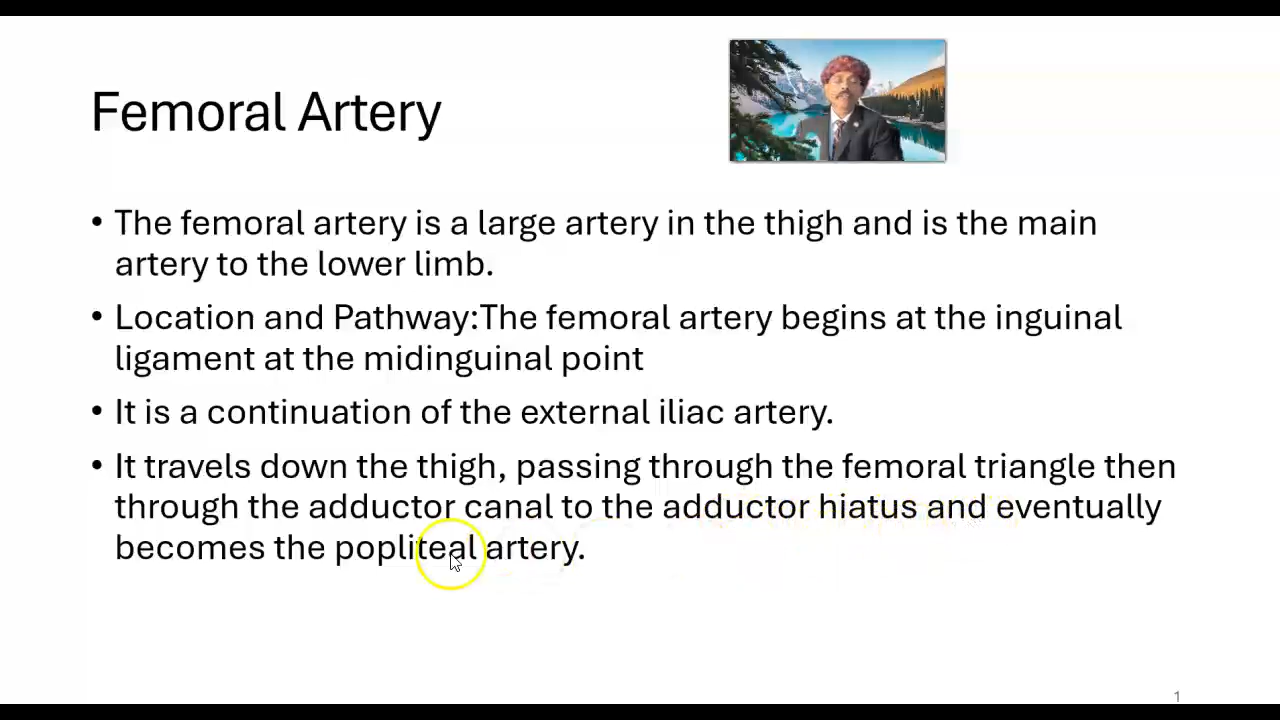 Femoral Artery
• The femoral artery is a large artery in the thigh and is the main
artery to the lower limb.
• Location and Pathway:The femoral artery begins at the inguinal
ligament at the midinguinal point
• It is a continuation of the external iliac artery.
• It travels down the thigh, passing through the femoral triangle then
through the adductor canal to the adductor hiatus and eventually
becomes the popliteal artery.
1